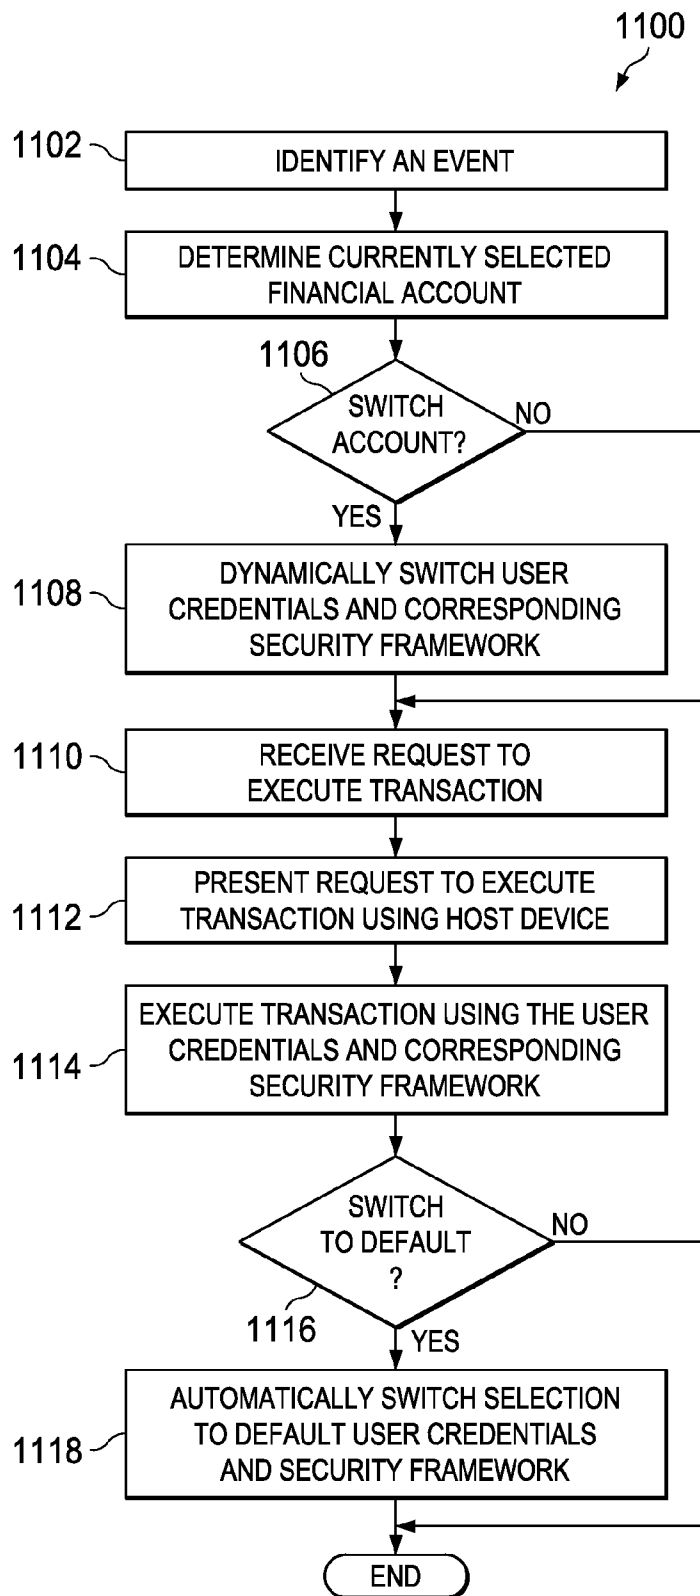 1100
1102
IDENTIFY AN EVENT
1104
DETERMINE CURRENTLY SELECTED
FINANCIAL ACCOUNT
1106
SWITCH
ACCOUNT?
NO
YES
1108
DYNAMICALLY SWITCH USER
CREDENTIALS AND CORRESPONDING
SECURITY FRAMEWORK
1110
RECEIVE REQUEST TO
EXECUTE TRANSACTION
1112
PRESENT REQUEST TO EXECUTE
TRANSACTION USING HOST DEVICE
1114
EXECUTE TRANSACTION USING THE USER
CREDENTIALS AND CORRESPONDING
SECURITY FRAMEWORK
SWITCH
TO DEFAULT
?
NO
1116
YES
1118
AUTOMATICALLY SWITCH SELECTION
TO DEFAULT USER CREDENTIALS
AND SECURITY FRAMEWORK
END